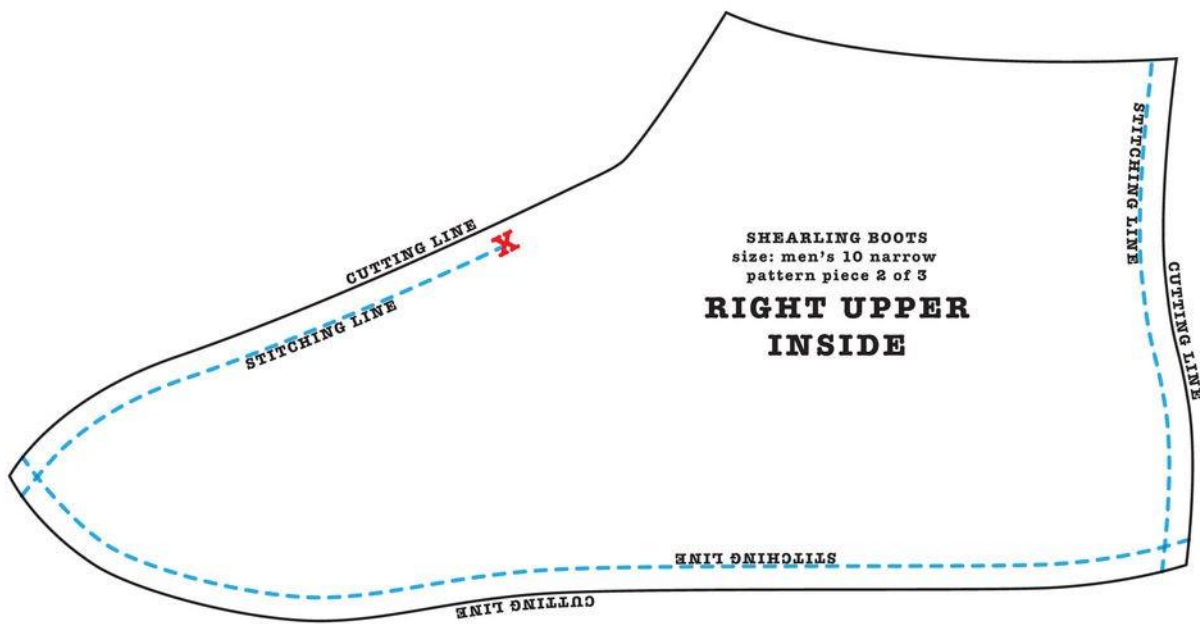 CUTTING LINE
STITCHING LINE
X
SHEARLING BOOTS
size: men's 10 narrow
pattern piece 2 of 3
RIGHT UPPER
INSIDE
STITCHING LINE
CUTTING LINE
STITCHING LINE
CUTTING LINE